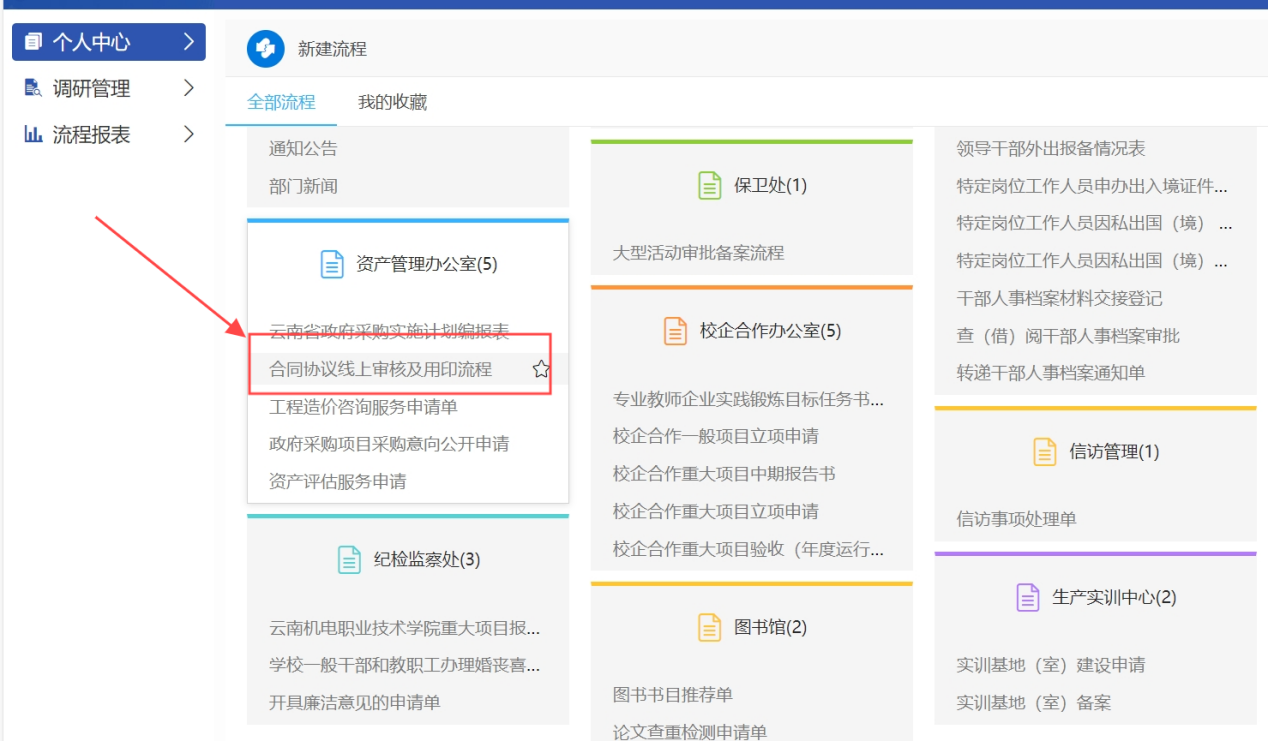 个人中心
调研管理
流程报表
新建流程
全部流程
我的收藏
通知公告
部门新闻
资产管理办公室(5)
云南省政府采购实施计划编报表
合同协议线上审核及用印流程
工程造价咨询服务申请单
政府采购项目采购意向公开申请
资产评估服务申请
纪检监察处(3)
云南机电职业技术学院重大项目报...
学校一般干部和教职工办理婚丧喜...
开具廉洁意见的申请单
保卫处(1)
大型活动审批备案流程
校企合作办公室(5)
专业教师企业实践锻炼目标任务书...
校企合作一般项目立项申请
校企合作重大项目中期报告书
校企合作重大项目立项申请
校企合作重大项目验收（年度运行...
图书馆(2)
图书书目推荐单
论文查重检测申请单
领导干部外出报备情况表
特定岗位工作人员申办出入境证件...
特定岗位工作人员因私出国（境） ...
特定岗位工作人员因私出国（境）...
干部人事档案材料交接登记
查（借）阅干部人事档案审批
转递干部人事档案通知单
信访管理(1)
信访事项处理单
生产实训中心(2)
实训基地（室）建设申请
实训基地（室）备案